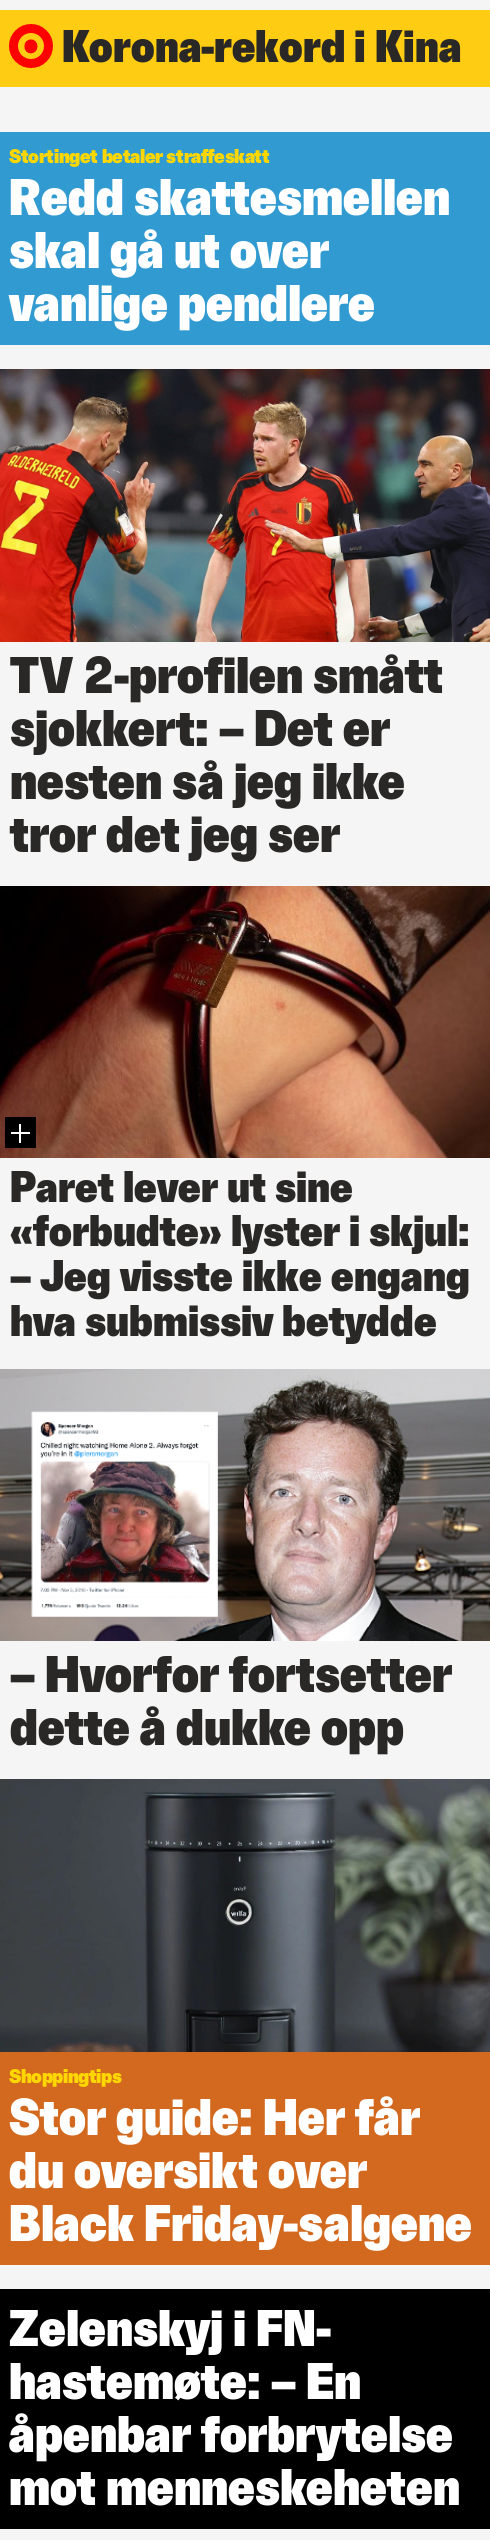 Korona-rekord i Kina
Stortinget betaler straffeskatt
Redd skattesmellen
skal gå ut over
vanlige pendlere
ALDERWEIRELD
2
7
TV 2-profilen smått
sjokkert: – Det er
nesten så jeg ikke
tror det jeg ser
Paret lever ut sine
«forbudte» lyster i skjul:
– Jeg visste ikke engang
hva submissiv betydde
Spencer Morgan
Chilled night watching Home Alone 2. Always forget
you're in it @piersmorgan
– Hvorfor fortsetter
dette å dukke opp
wilfa
Shoppingtips
Stor guide: Her får
du oversikt over
Black Friday-salgene
Zelenskyj i FN-
hastemøte: – En
åpenbar forbrytelse
mot menneskeheten